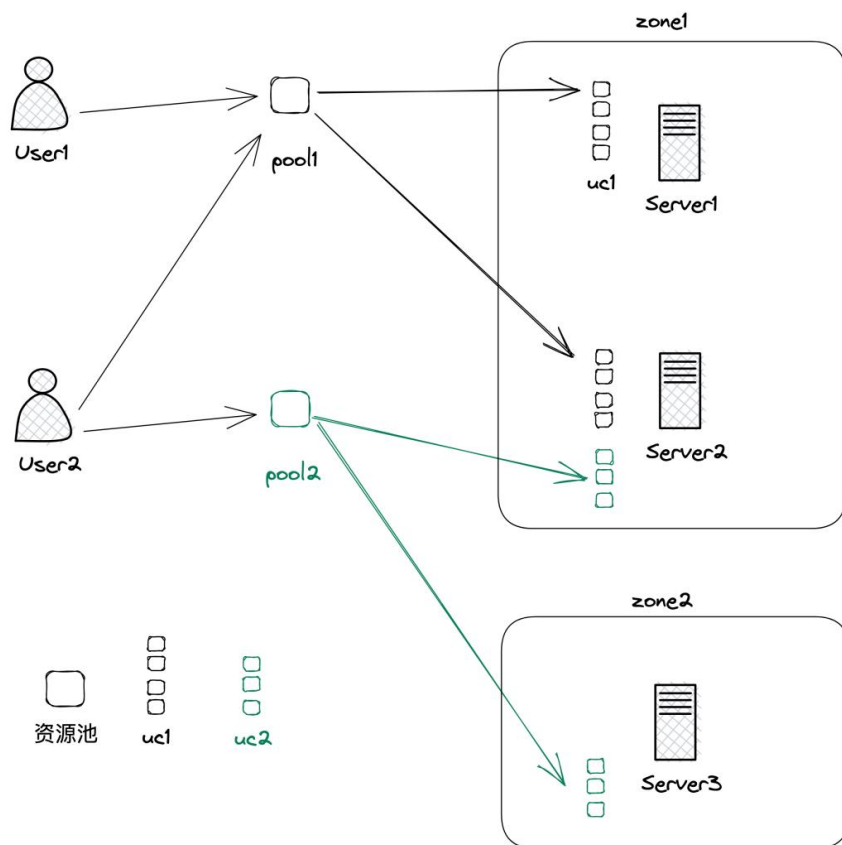 zone1
User1
pool1
uc1
Server1
User2
pool2
Server2
zone2
资源池
uc1
uc2
Server3